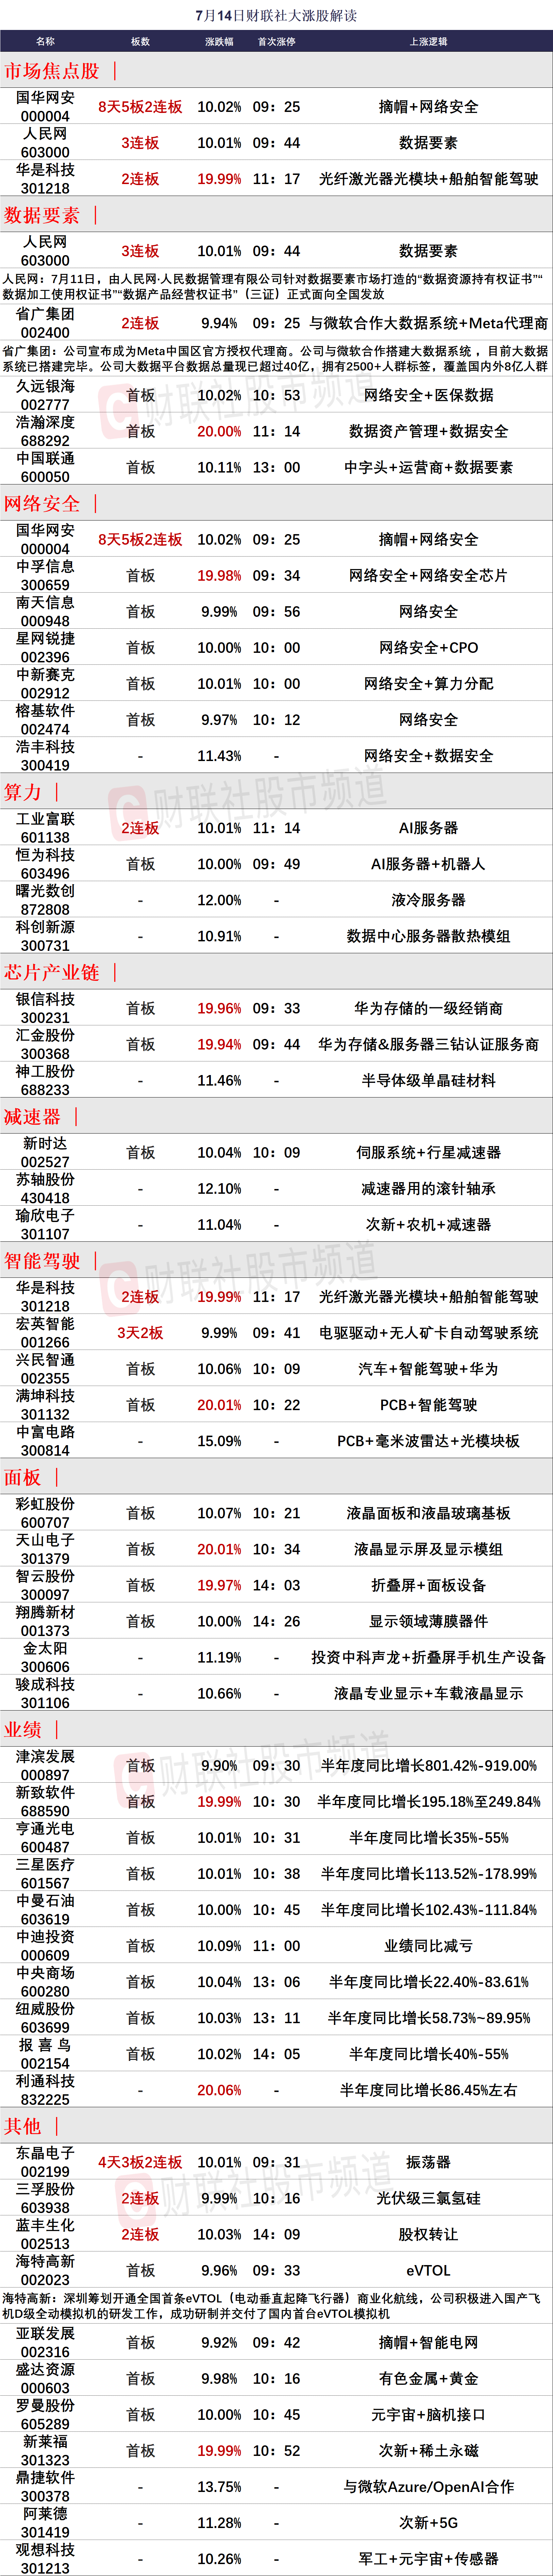 7月14日财联社大涨股解读
名称 板数 涨跌幅 首次涨停 上涨逻辑
市场焦点股
国华网安 000004 8天5板2连板 10.02% 09：25 摘帽+网络安全
人民网 603000 3连板 10.01% 09：44 数据要素
华是科技 301218 2连板 19.99% 11：17 光纤激光器光模块+船舶智能驾驶
数据要素
人民网 603000 3连板 10.01% 09：44 数据要素
人民网：7月11日，由人民网·人民数据管理有限公司针对数据要素市场打造的“数据资源持有权证书”“
数据加工使用权证书”“数据产品经营权证书”（三证）正式面向全国发放
省广集团 002400 2连板 9.94% 09：25 与微软合作大数据系统+Meta代理商
省广集团：公司宣布成为Meta中国区官方授权代理商。公司与微软合作搭建大数据系统，目前大数据
系统已搭建完毕。公司大数据平台数据总量现已超过40亿，拥有2500+人群标签，覆盖国内外8亿人群
久远银海 002777 首板 10.02% 10：53 网络安全+医保数据
浩瀚深度 688292 首板 20.00% 11：14 数据资产管理+数据安全
中国联通 600050 首板 10.11% 13：00 中字头+运营商+数据要素
网络安全
国华网安 000004 8天5板2连板 10.02% 09：25 摘帽+网络安全
中孚信息 300659 首板 19.98% 09：34 网络安全+网络安全芯片
南天信息 000948 首板 9.99% 09：56 网络安全
星网锐捷 002396 首板 10.00% 10：00 网络安全+CPO
中新赛克 002912 首板 10.01% 10：00 网络安全+算力分配
榕基软件 002474 首板 9.97% 10：12 网络安全
浩丰科技 300419 - 11.43% - 网络安全+数据安全
算力
工业富联 601138 2连板 10.01% 11：14 AI服务器
恒为科技 603496 首板 10.00% 09：49 AI服务器+机器人
曙光数创 872808 - 12.00% - 液冷服务器
科创新源 300731 - 10.91% - 数据中心服务器散热模组
芯片产业链
银信科技 300231 首板 19.96% 09：33 华为存储的一级经销商
汇金股份 300368 首板 19.94% 09：44 华为存储&服务器三钻认证服务商
神工股份 688233 - 11.46% - 半导体级单晶硅材料
减速器
新时达 002527 首板 10.04% 10：09 伺服系统+行星减速器
苏轴股份 430418 - 12.10% - 减速器用的滚针轴承
瑜欣电子 301107 - 11.04% - 次新+农机+减速器
智能驾驶
华是科技 301218 2连板 19.99% 11：17 光纤激光器光模块+船舶智能驾驶
宏英智能 001266 3天2板 9.99% 09：41 电驱驱动+无人矿卡自动驾驶系统
兴民智通 002355 首板 10.06% 10：09 汽车+智能驾驶+华为
满坤科技 301132 首板 20.01% 10：22 PCB+智能驾驶
中富电路 300814 - 15.09% - PCB+毫米波雷达+光模块板
面板
彩虹股份 600707 首板 10.07% 10：21 液晶面板和液晶玻璃基板
天山电子 301379 首板 20.01% 10：34 液晶显示屏及显示模组
智云股份 300097 首板 19.97% 14：03 折叠屏+面板设备
翔腾新材 001373 首板 10.00% 14：26 显示领域薄膜器件
金太阳 300606 - 11.19% - 投资中科声龙+折叠屏手机生产设备
骏成科技 301106 - 10.66% - 液晶专业显示+车载液晶显示
业绩
津滨发展 000897 首板 9.90% 09：30 半年度同比增长801.42%-919.00%
新致软件 688590 首板 19.99% 10：30 半年度同比增长195.18%至249.84%
亨通光电 600487 首板 10.01% 10：31 半年度同比增长35%-55%
三星医疗 601567 首板 10.01% 10：38 半年度同比增长113.52%-178.99%
中曼石油 603619 首板 10.00% 10：45 半年度同比增长102.43%-111.84%
中迪投资 000609 首板 10.09% 11：00 业绩同比减亏
中央商场 600280 首板 10.04% 13：06 半年度同比增长22.40%-83.61%
纽威股份 603699 首板 10.03% 13：11 半年度同比增长58.73%~89.95%
报 喜 鸟 002154 首板 10.02% 14：05 半年度同比增长40%-55%
利通科技 832225 - 20.06% - 半年度同比增长86.45%左右
其他
东晶电子 002199 4天3板2连板 10.01% 09：31 振荡器
三孚股份 603938 2连板 9.99% 10：16 光伏级三氯氢硅
蓝丰生化 002513 2连板 10.03% 14：09 股权转让
海特高新 002023 首板 9.96% 09：33 eVTOL
海特高新：深圳筹划开通全国首条eVTOL（电动垂直起降飞行器）商业化航线，公司积极进入国产飞
机D级全动模拟机的研发工作，成功研制并交付了国内首台eVTOL模拟机
亚联发展 002316 首板 9.92% 09：42 摘帽+智能电网
盛达资源 000603 首板 9.98% 10：16 有色金属+黄金
罗曼股份 605289 首板 10.00% 10：45 元宇宙+脑机接口
新莱福 301323 首板 19.99% 10：52 次新+稀土永磁
鼎捷软件 300378 - 13.75% - 与微软Azure/OpenAI合作
阿莱德 301419 - 11.28% - 次新+5G
观想科技 301213 - 10.26% - 军工+元宇宙+传感器
财联社股市频道
财联社股市频道
财联社股市频道
财联社股市频道
财联社股市频道